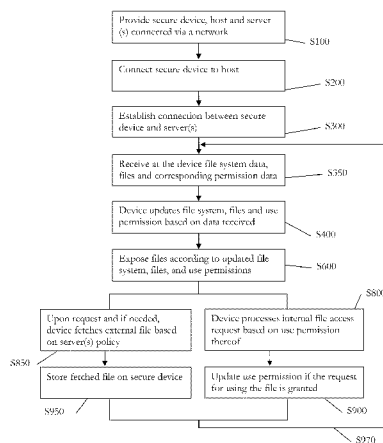 Provide secure device, host and server
(s) connected via a network
S100
Connect secure device to host
S200
Establish connection between secure
device and server(s)
S300
Receive at the device file system data,
files and corresponding permission data
S350
Device updates file system, files and use
permission based on data received
S400
Expose files according to updated file
system, files, and use permissions
S600
Upon request and if needed,
device fetches external file based
on server(s) policy
S850
Device processes internal file access
request based on use permission
thereof
S800
Store fetched file on secure device
S950
Update use permission if the request
for using the file is granted
S900
S970